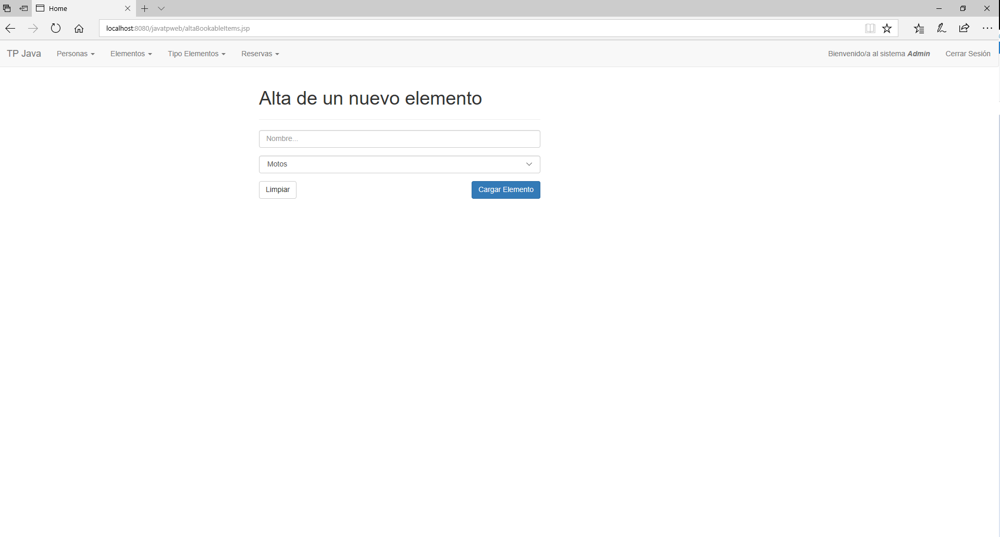 Home
localhost:8080/javatpweb/altaBookableItems.jsp
TP Java Personas Elementos Tipo Elementos Reservas Bienvenido/a al sistema Admin Cerrar Sesión
Alta de un nuevo elemento
Nombre...
Motos
Limpiar Cargar Elemento